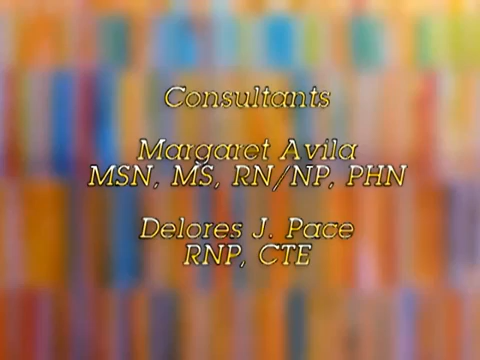 Consultants
Margaret Avila
MSN, MS, RN/NP, PHN
Delores J. Pace
RNP, CTE